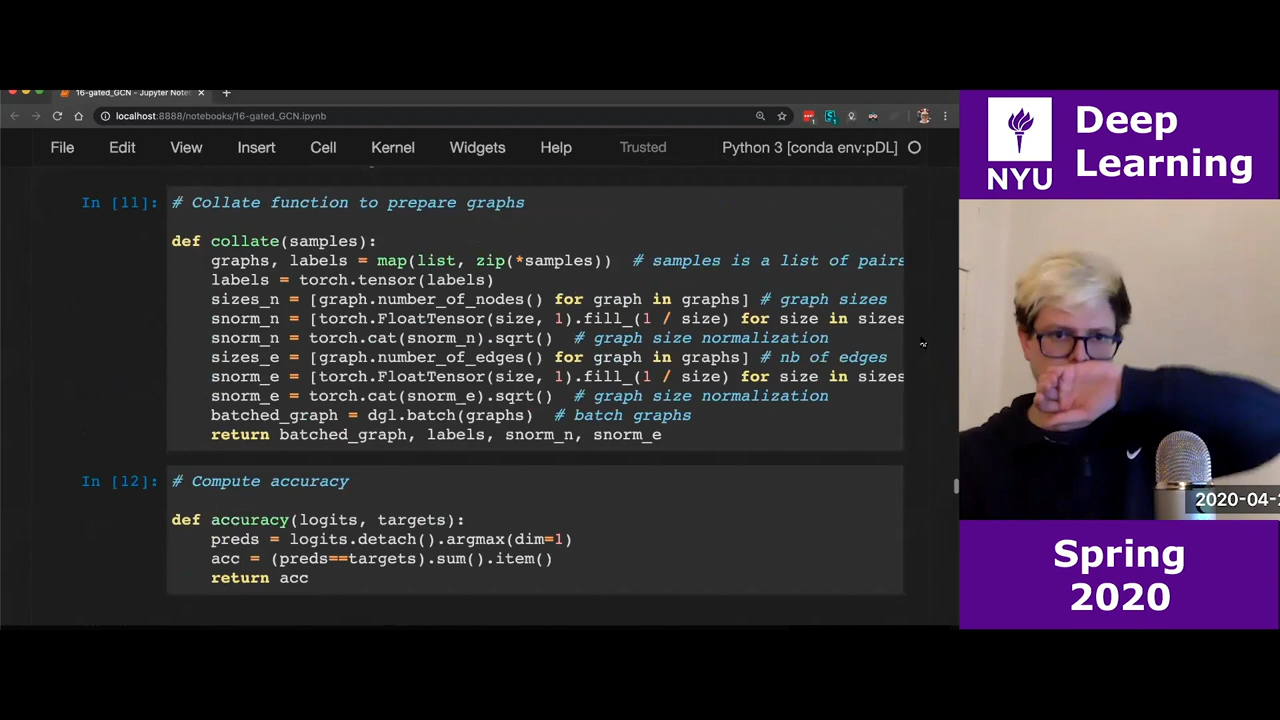 16-gated_GCN - Jupyter Note
localhost:8888/notebooks/16-gated_GCN.ipynb
File Edit View Insert Cell Kernel Widgets Help Trusted Python 3 [conda env:pDL]
In [11]:
# Collate function to prepare graphs
def collate(samples):
graphs, labels = map(list, zip(*samples))  # samples is a list of pairs
labels = torch.tensor(labels)
sizes_n = [graph.number_of_nodes() for graph in graphs] # graph sizes
snorm_n = [torch.FloatTensor(size, 1).fill_(1 / size) for size in sizes
snorm_n = torch.cat(snorm_n).sqrt()  # graph size normalization
sizes_e = [graph.number_of_edges() for graph in graphs] # nb of edges
snorm_e = [torch.FloatTensor(size, 1).fill_(1 / size) for size in sizes
snorm_e = torch.cat(snorm_e).sqrt()  # graph size normalization
batched_graph = dgl.batch(graphs)  # batch graphs
return batched_graph, labels, snorm_n, snorm_e
In [12]:
# Compute accuracy
def accuracy(logits, targets):
preds = logits.detach().argmax(dim=1)
acc = (preds==targets).sum().item()
return acc
NYU
Deep
Learning
2020-04-2
Spring
2020